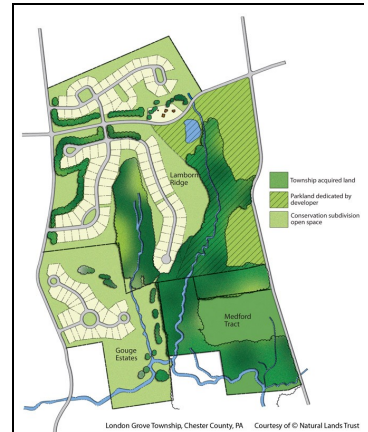 Lamborn
Ridge
Township acquired land
Parkland dedicated by
developer
Conservation subdivision
open space
Medford
Tract
Gouge
Estates
London Grove Township, Chester County, PA Courtesy of © Natural Lands Trust